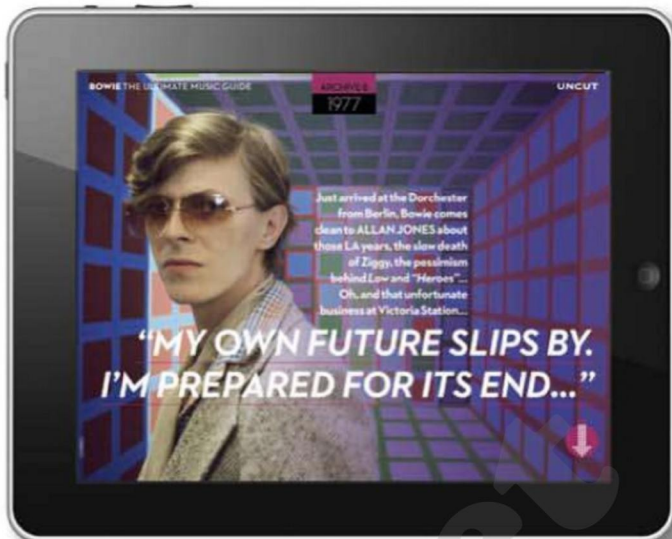 BOWIE THE ULTIMATE MUSIC GUIDE
ARCHIVE
1977
UNCUT
Just arrived at the Dorchester
from Berlin, Bowie comes
clean to ALLAN JONES about
those LA years, the slow death
of Ziggy, the pessimism
behind Low and "Heroes"...
Oh, and that unfortunate
business at Victoria Station...
“MY OWN FUTURE SLIPS BY.
I’M PREPARED FOR ITS END...”